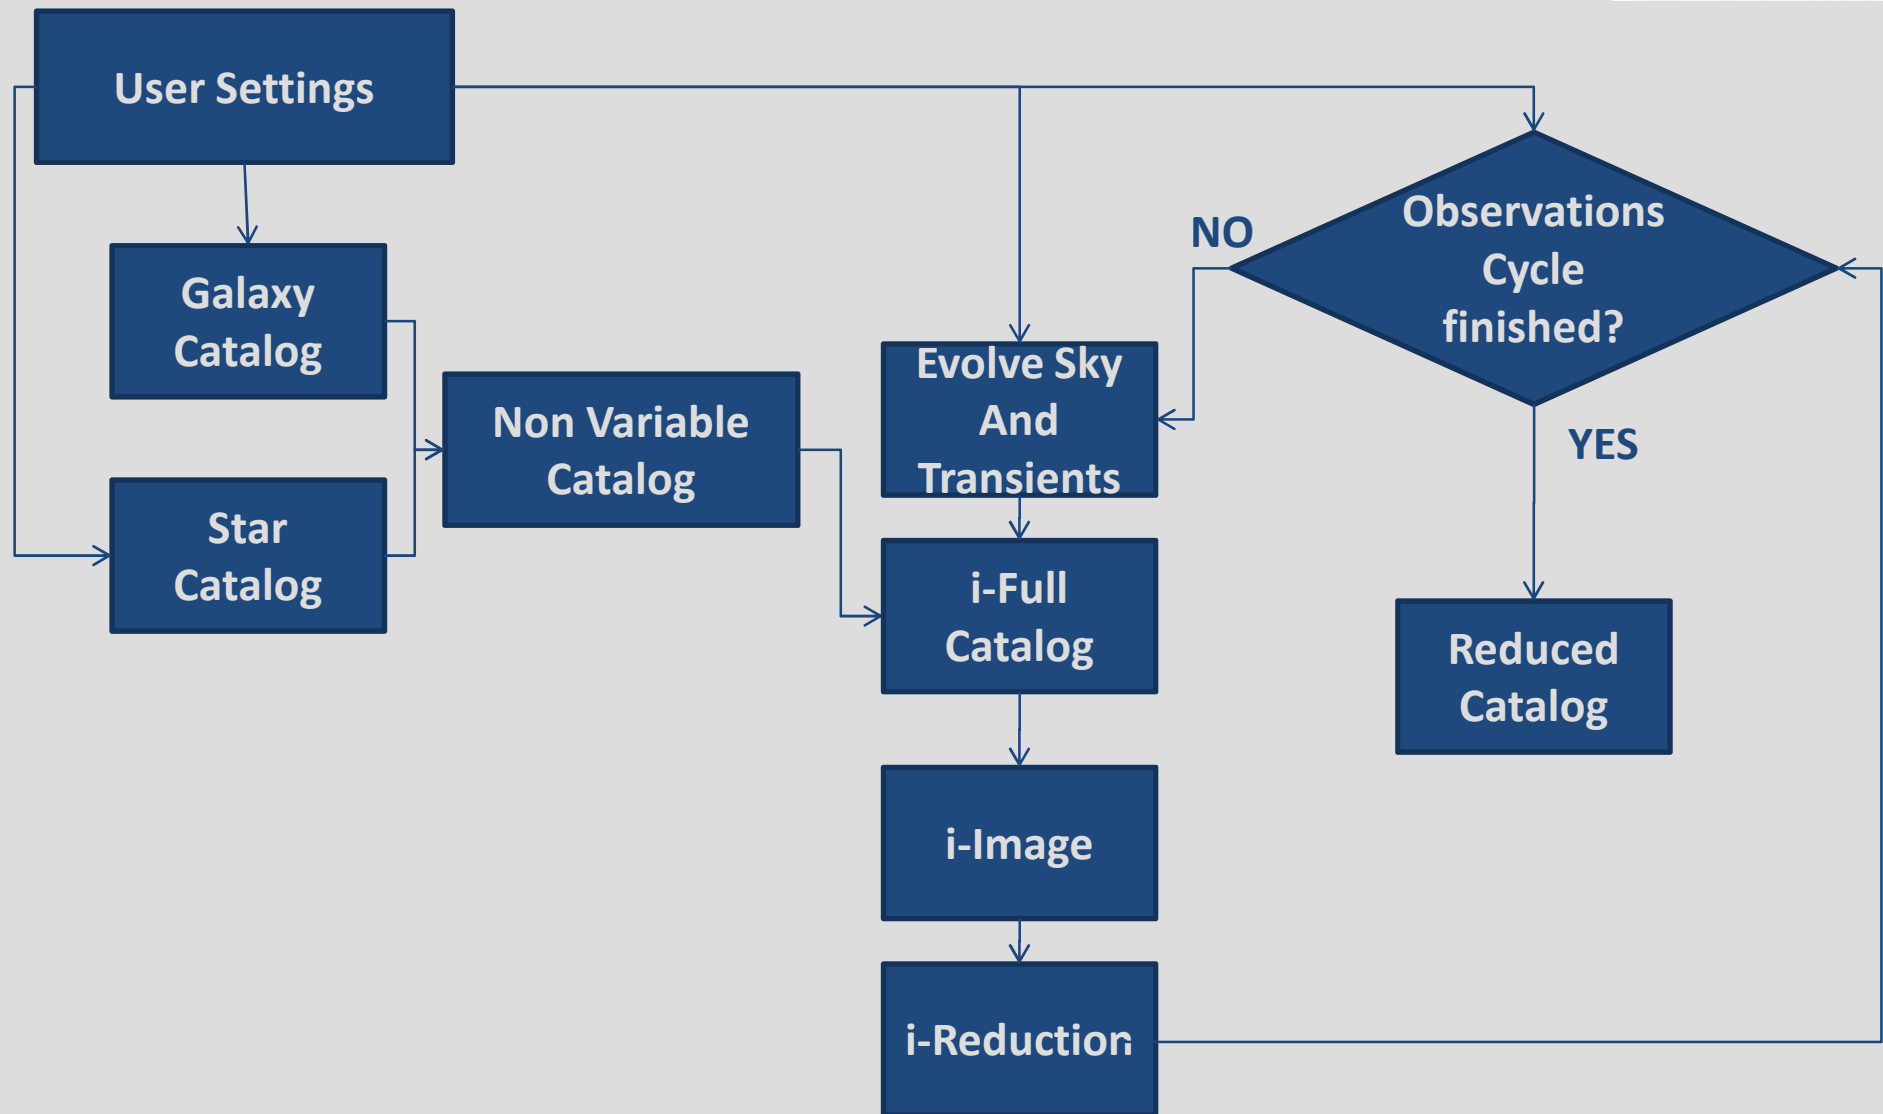 User Settings
Galaxy
Catalog
Star
Catalog
Non Variable
Catalog
Evolve Sky
And
Transients
i-Full
Catalog
i-Image
i-Reduction
NO
Observations
Cycle
finished?
YES
Reduced
Catalog